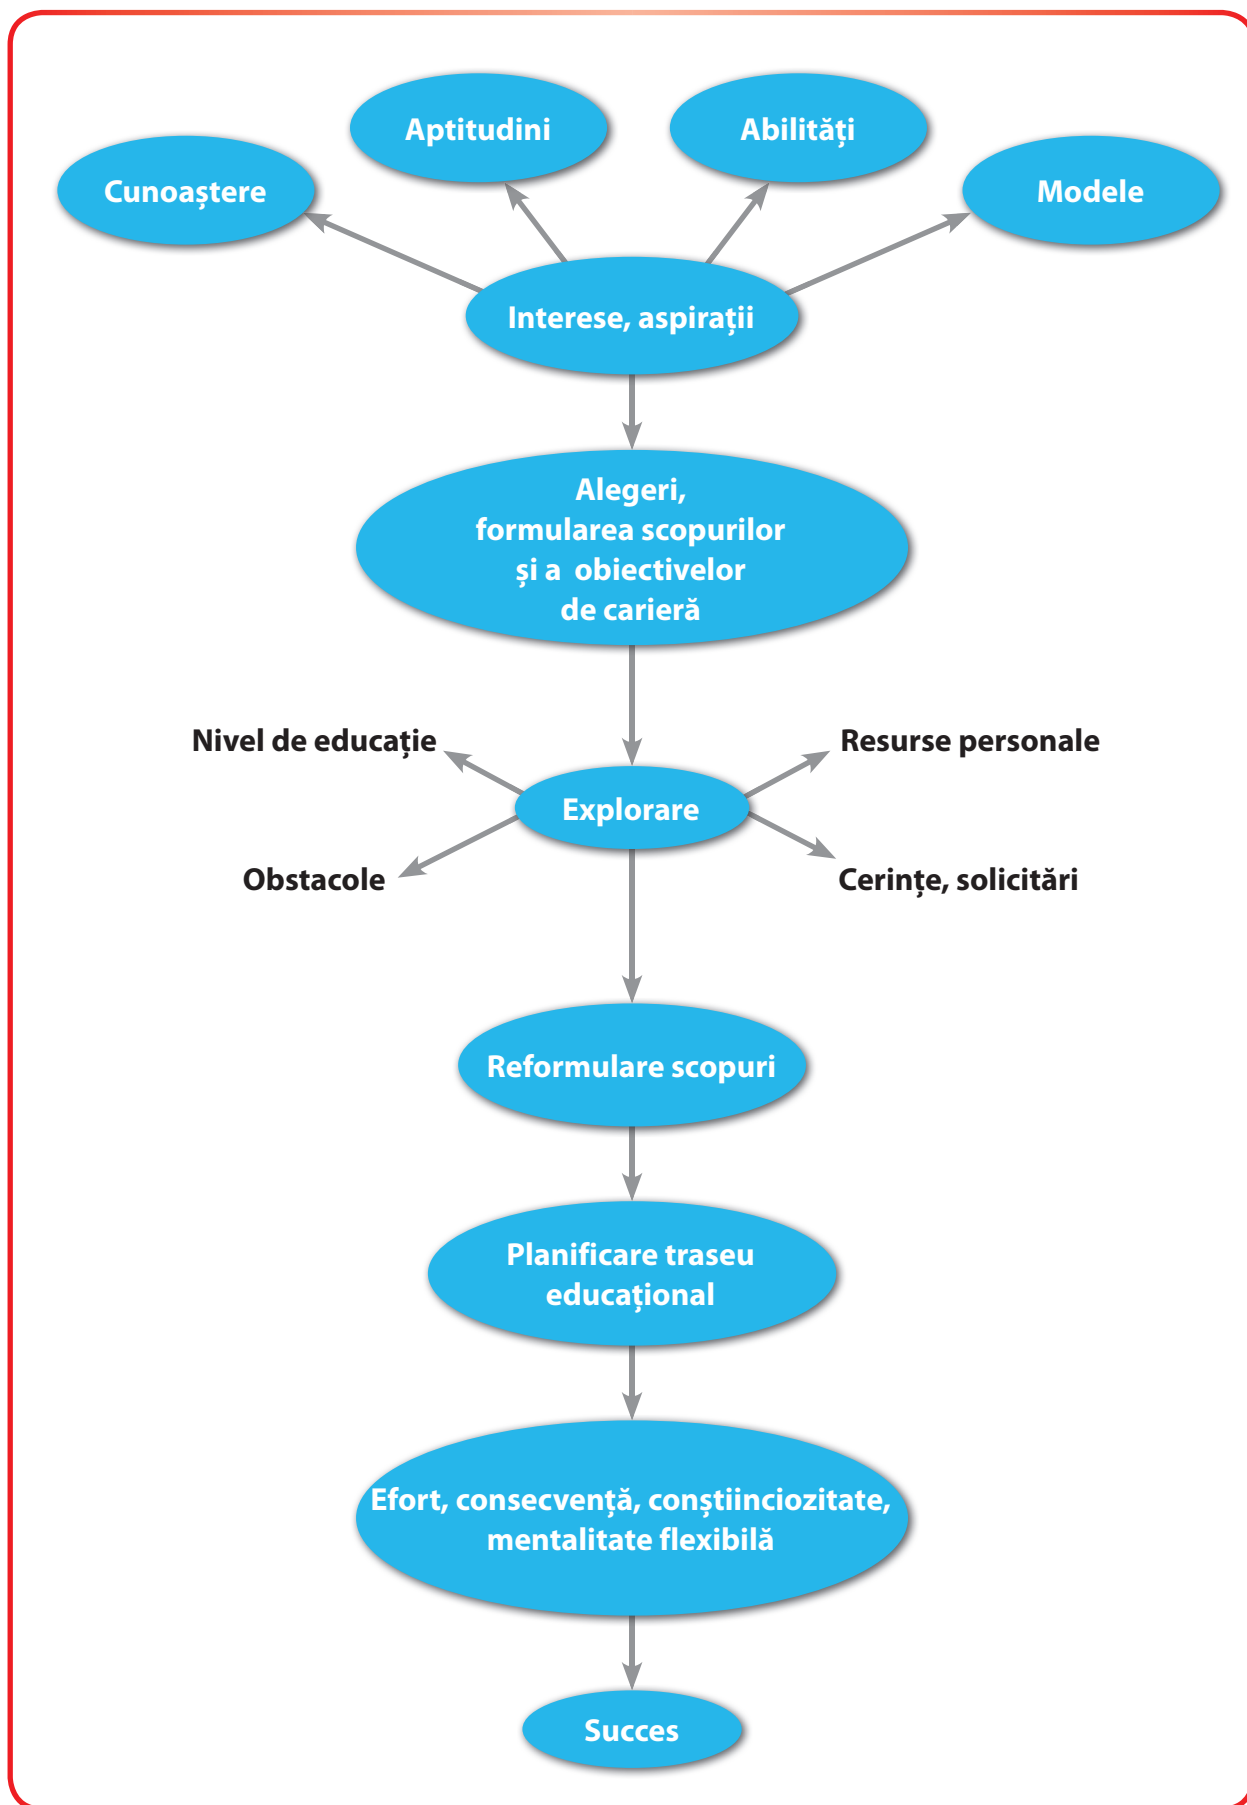 Aptitudini
Abilități
Cunoaștere
Modele
Interese, aspirații
Alegeri,
formularea scopurilor
și a obiectivelor
de carieră
Nivel de educație
Resurse personale
Explorare
Obstacole
Cerințe, solicitări
Reformulare scopuri
Planificare traseu
educațional
Efort, consecvență, conștiinciozitate,
mentalitate flexibilă
Succes